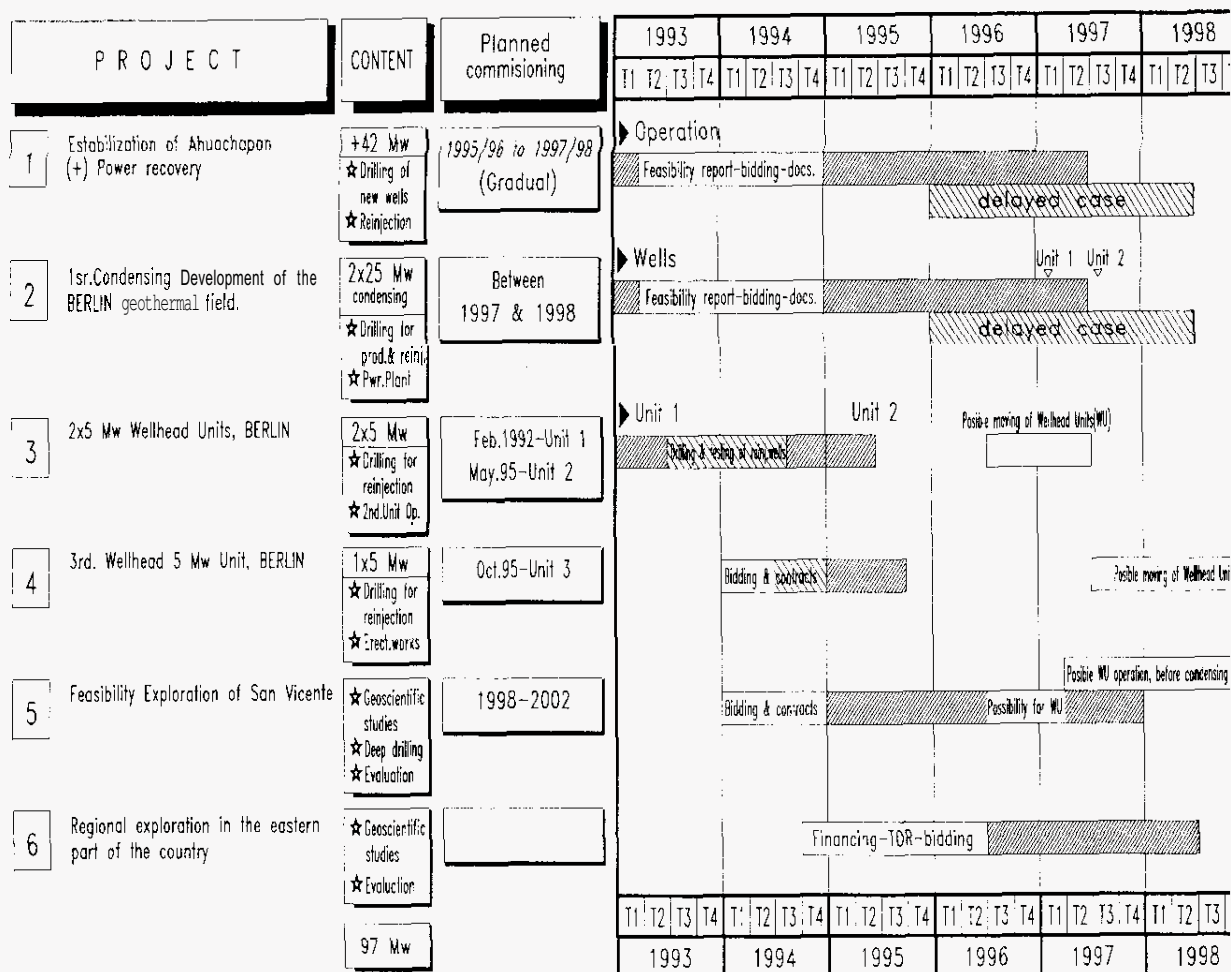 PROJECT
CONTENT
Planned
commisioning
1993 1994 1995 1996 1997 1998
T1 T2 T3 T4 T1 T2 T3 T4 T1 T2 T3 T4 T1 T2 T3 T4 T1 T2 T3 T4 T1 T2 T3
1
Estabilization of Ahuachapan
(+) Power recovery
+42 Mw
☆ Drilling of
new wells
☆ Reinjection
1995/96 to 1997/98
(Gradual)
Operation
Feasibility report-bidding-docs.
delayed case
2
1sr.Condensing Development of the
BERLIN geothermal field.
2x25 Mw
condensing
☆ Drilling for
prod.& reinj.
☆ Pwr.Plant
Between
1997 & 1998
Wells
Unit 1 Unit 2
Feasibility report-bidding-docs.
delayed case
3
2x5 Mw Wellhead Units, BERLIN
2x5 Mw
☆ Drilling for
reinjection
☆ 2nd.Unit Op.
Feb.1992-Unit 1
May.95-Unit 2
Unit 1
Unit 2
Posible moving of Wellhead Units(WU)
Drilling & testing of reinj.wells
4
3rd. Wellhead 5 Mw Unit, BERLIN
1x5 Mw
☆ Drilling for
reinjection
☆ Erect.works
Oct.95-Unit 3
Bidding & contracts
Posible moving of Wellhead Uni
5
Feasibility Exploration of San Vicente
☆ Geoscientific
studies
☆ Deep drilling
☆ Evaluation
1998-2002
Posible WU operation, before condensing
Bidding & contracts
Possibility for WU
6
Regional exploration in the eastern
part of the country
☆ Geoscientific
studies
☆ Evaluation
Financing-TOR-bidding
97 Mw
T1 T2 T3 T4 T1 T2 T3 T4 T1 T2 T3 T4 T1 T2 T3 T4 T1 T2 T3 T4 T1 T2 T3
1993 1994 1995 1996 1997 1998